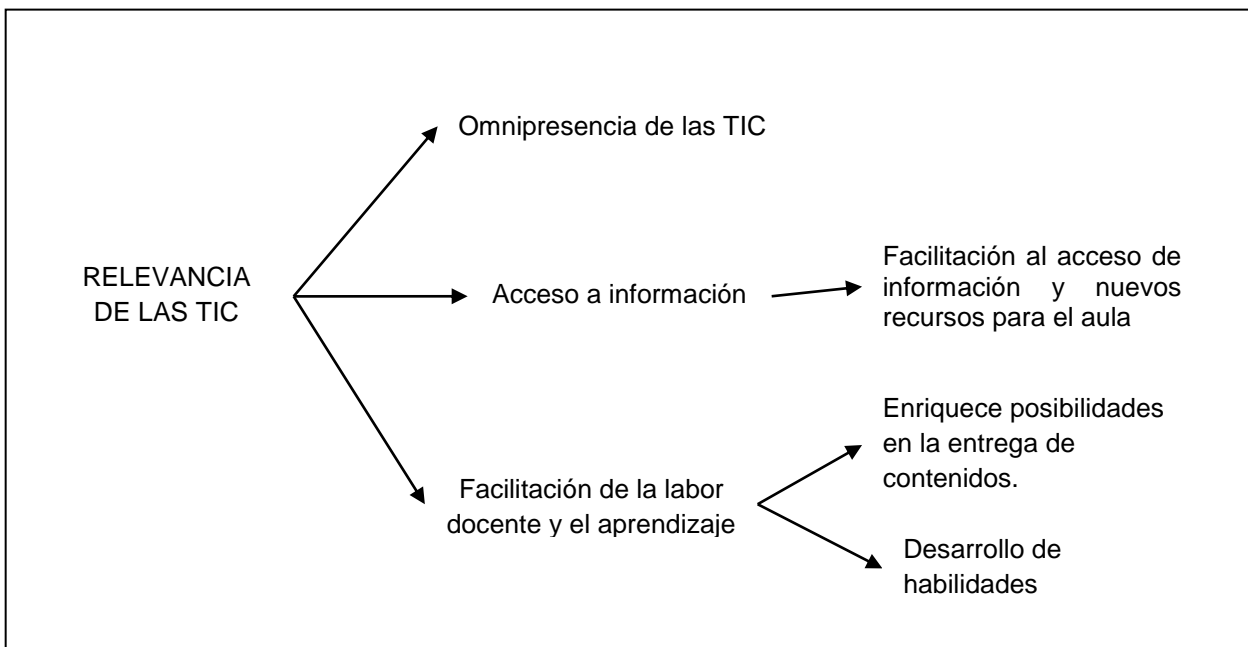 Omnipresencia de las TIC
RELEVANCIA
DE LAS TIC
Acceso a información
Facilitación al acceso de
información y nuevos
recursos para el aula
Facilitación de la labor
docente y el aprendizaje
Enriquece posibilidades
en la entrega de
contenidos.
Desarrollo de
habilidades